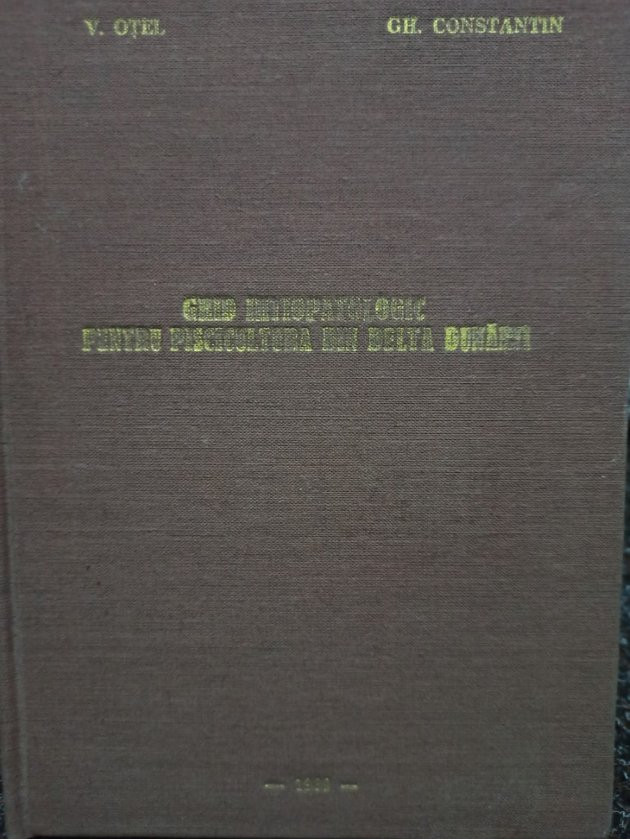 V. OȚEL GH. CONSTANTIN
GHID IHTIOPATOLOGIC
PENTRU PISCICULTURA DIN DELTA DUNĂRII